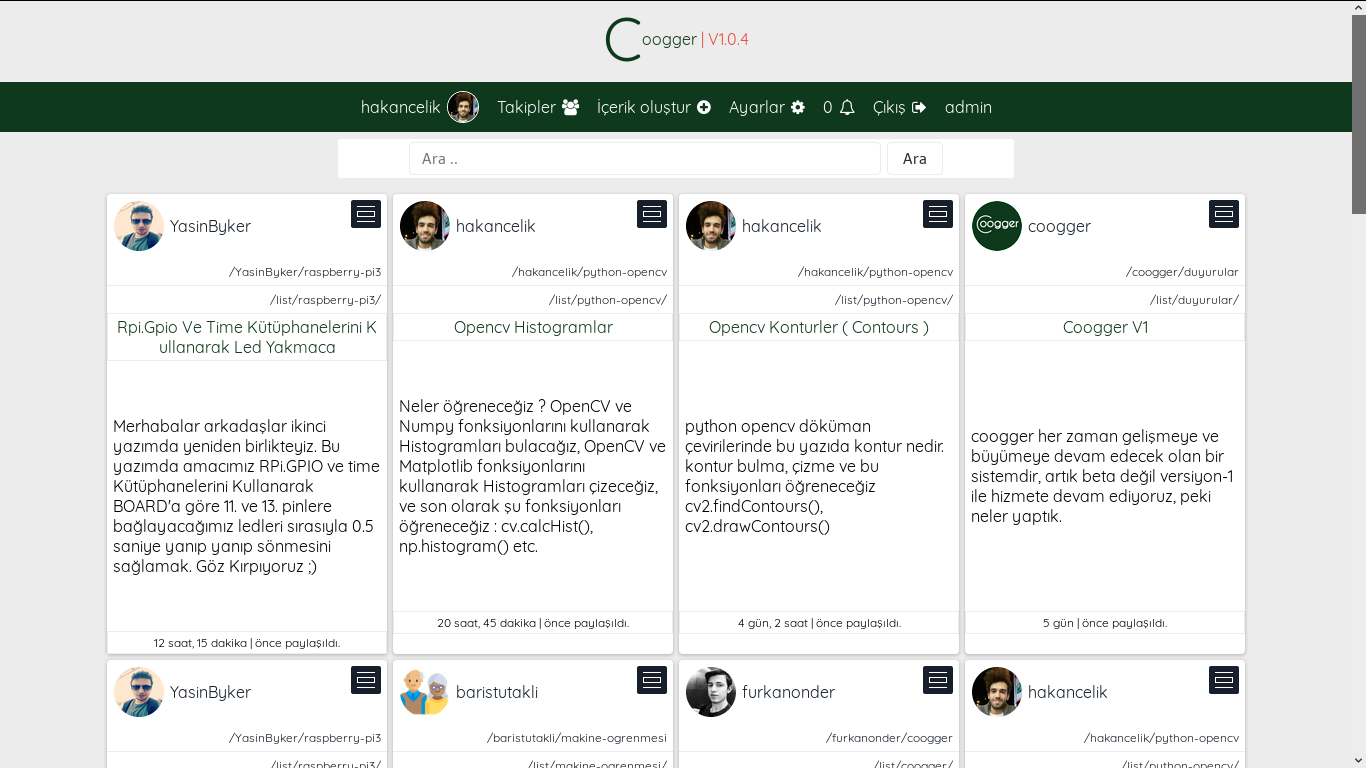 Coogger | V1.0.4
hakancelik Takipler İçerik oluştur Ayarlar 0 Çıkış admin
Ara .. Ara
YasinByker
/YasinByker/raspberry-pi3
/list/raspberry-pi3/
Rpi.Gpio Ve Time Kütüphanelerini K
ullanarak Led Yakmaca
Merhabalar arkadaşlar ikinci
yazımda yeniden birlikteyiz. Bu
yazımda amacımız RPi.GPIO ve time
Kütüphanelerini Kullanarak
BOARD'a göre 11. ve 13. pinlere
bağlayacağımız ledleri sırasıyla 0.5
saniye yanıp yanıp sönmesini
sağlamak. Göz Kırpıyoruz ;)
12 saat, 15 dakika | önce paylaşıldı.
hakancelik
/hakancelik/python-opencv
/list/python-opencv/
Opencv Histogramlar
Neler öğreneceğiz ? OpenCV ve
Numpy fonksiyonlarını kullanarak
Histogramları bulacağız, OpenCV ve
Matplotlib fonksiyonlarını
kullanarak Histogramları çizeceğiz,
ve son olarak şu fonksiyonları
öğreneceğiz : cv.calcHist(),
np.histogram() etc.
20 saat, 45 dakika | önce paylaşıldı.
hakancelik
/hakancelik/python-opencv
/list/python-opencv/
Opencv Konturler ( Contours )
python opencv döküman
çevirilerinde bu yazıda kontur nedir.
kontur bulma, çizme ve bu
fonksiyonları öğreneceğiz
cv2.findContours(),
cv2.drawContours()
4 gün, 2 saat | önce paylaşıldı.
Coogger
coogger
/coogger/duyurular
/list/duyurular/
Coogger V1
coogger her zaman gelişmeye ve
büyümeye devam edecek olan bir
sistemdir, artık beta değil versiyon-1
ile hizmete devam ediyoruz, peki
neler yaptık.
5 gün | önce paylaşıldı.
YasinByker
/YasinByker/raspberry-pi3
/list/raspberry-pi3/
baristutakli
/baristutakli/makine-ogrenmesi
/list/makine-ogrenmesi/
furkanonder
/furkanonder/coogger
/list/coogger/
hakancelik
/hakancelik/python-opencv
/list/python-opencv/